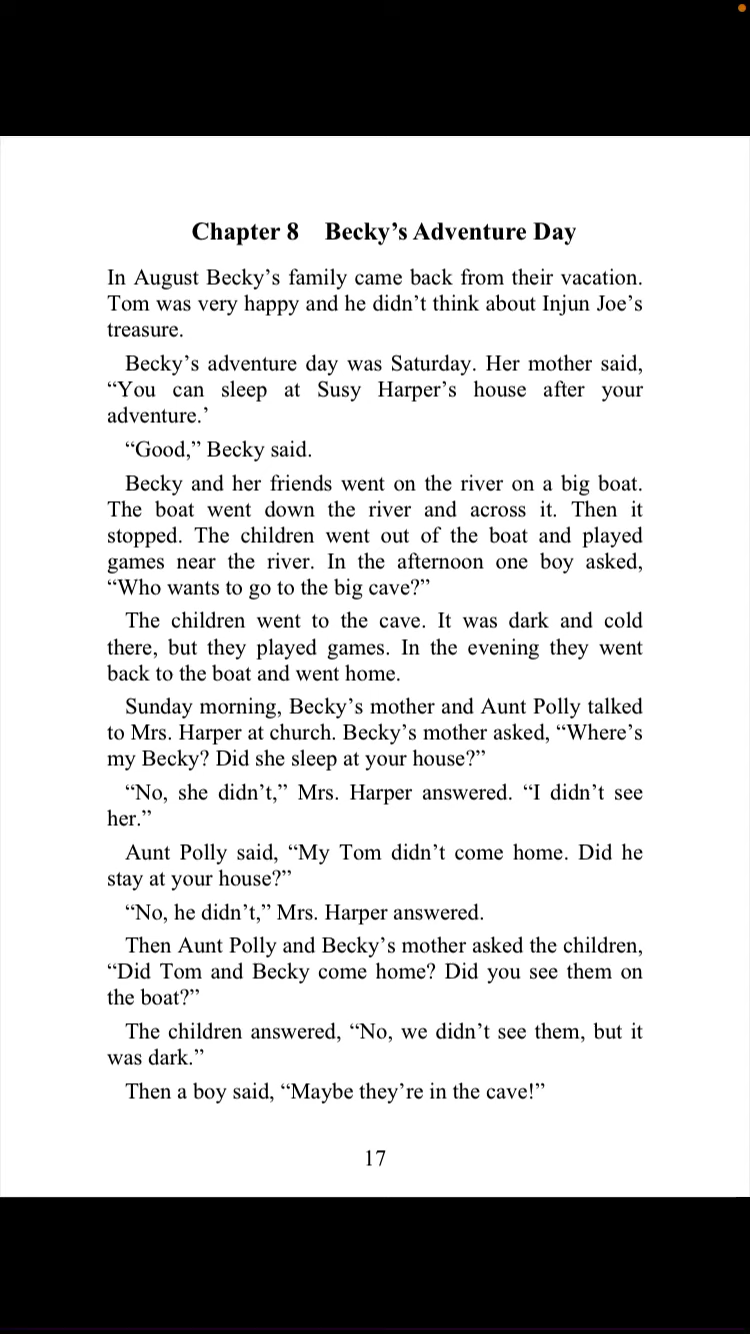 Chapter 8 Becky’s Adventure Day
In August Becky’s family came back from their vacation.
Tom was very happy and he didn’t think about Injun Joe’s
treasure.
Becky’s adventure day was Saturday. Her mother said,
“You can sleep at Susy Harper’s house after your
adventure.’
“Good,” Becky said.
Becky and her friends went on the river on a big boat.
The boat went down the river and across it. Then it
stopped. The children went out of the boat and played
games near the river. In the afternoon one boy asked,
“Who wants to go to the big cave?”
The children went to the cave. It was dark and cold
there, but they played games. In the evening they went
back to the boat and went home.
Sunday morning, Becky’s mother and Aunt Polly talked
to Mrs. Harper at church. Becky’s mother asked, “Where’s
my Becky? Did she sleep at your house?”
“No, she didn’t,” Mrs. Harper answered. “I didn’t see
her.”
Aunt Polly said, “My Tom didn’t come home. Did he
stay at your house?”
“No, he didn’t,” Mrs. Harper answered.
Then Aunt Polly and Becky’s mother asked the children,
“Did Tom and Becky come home? Did you see them on
the boat?”
The children answered, “No, we didn’t see them, but it
was dark.”
Then a boy said, “Maybe they’re in the cave!”
17